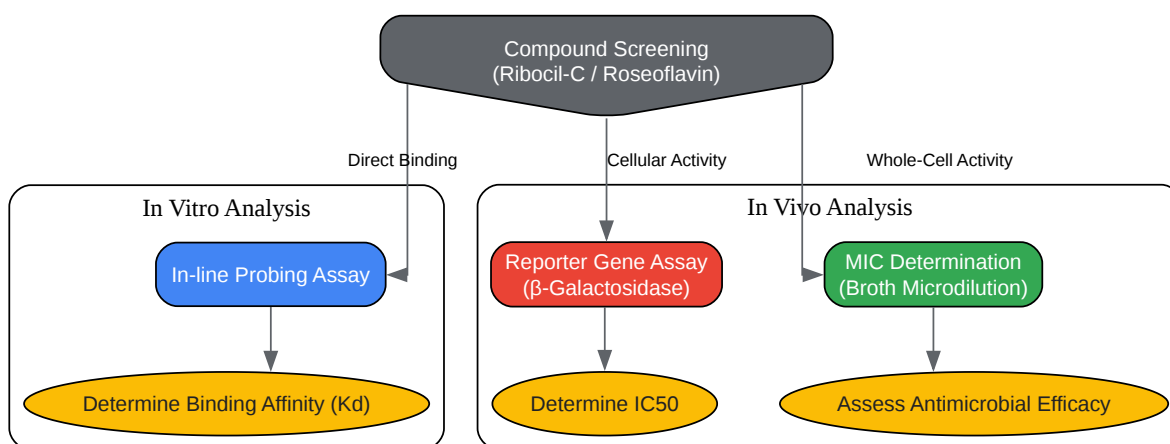 Compound Screening
(Ribocil-C / Roseoflavin)
Direct Binding
Cellular Activity
Whole-Cell Activity
In Vitro Analysis
In Vivo Analysis
In-line Probing Assay
Reporter Gene Assay
(β-Galactosidase)
MIC Determination
(Broth Microdilution)
Determine Binding Affinity (Kd)
Determine IC50
Assess Antimicrobial Efficacy